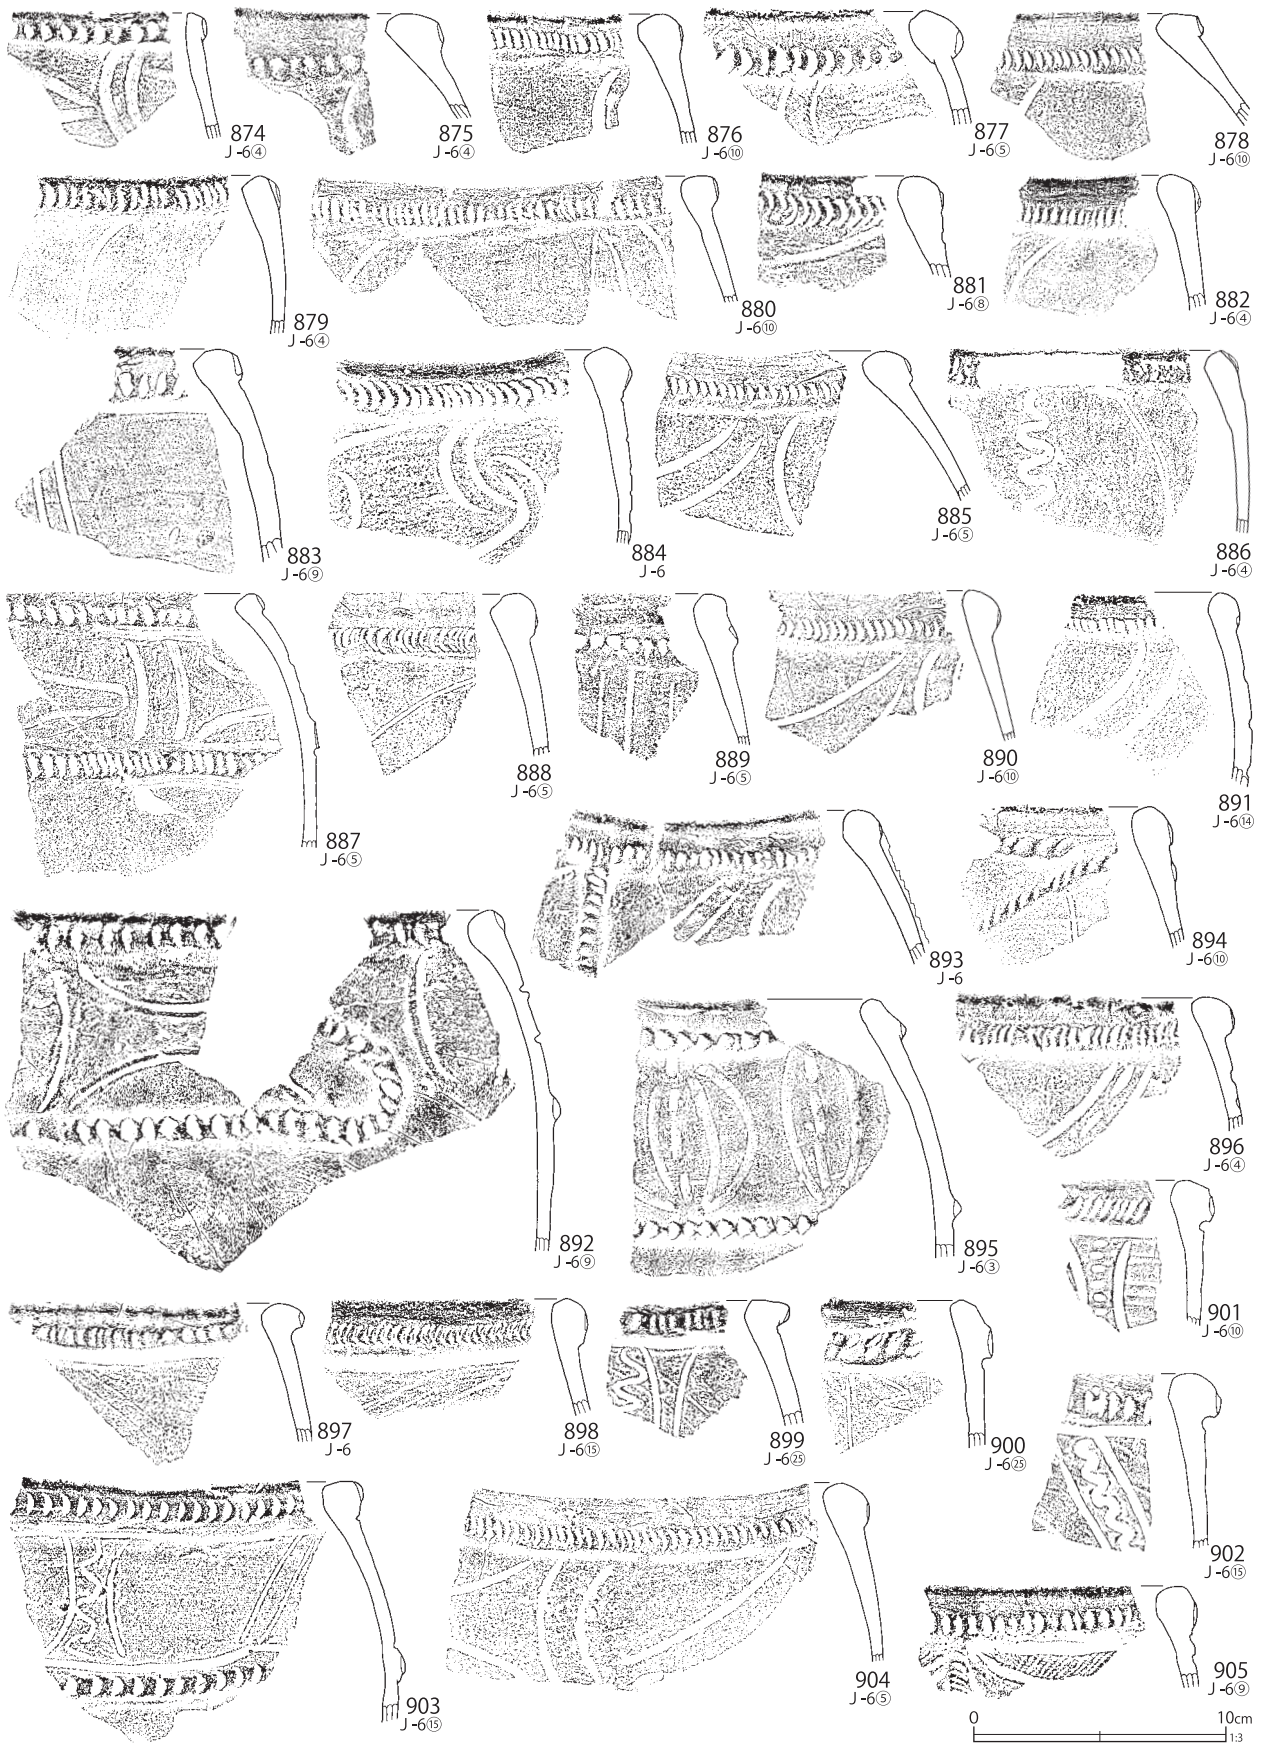 874
J-6④
875
J-6④
876
J-6⑩
877
J-6⑤
878
J-6⑩
879
J-6④
880
J-6⑩
881
J-6⑧
882
J-6④
883
J-6⑨
884
J-6
885
J-6⑤
886
J-6④
887
J-6⑤
888
J-6⑤
889
J-6⑤
890
J-6⑩
891
J-6⑭
892
J-6⑨
893
J-6
894
J-6⑩
895
J-6③
896
J-6④
897
J-6
898
J-6⑮
899
J-6㉕
900
J-6㉕
901
J-6⑩
902
J-6⑮
903
J-6⑮
904
J-6⑤
905
J-6⑨
0 10cm
1:3